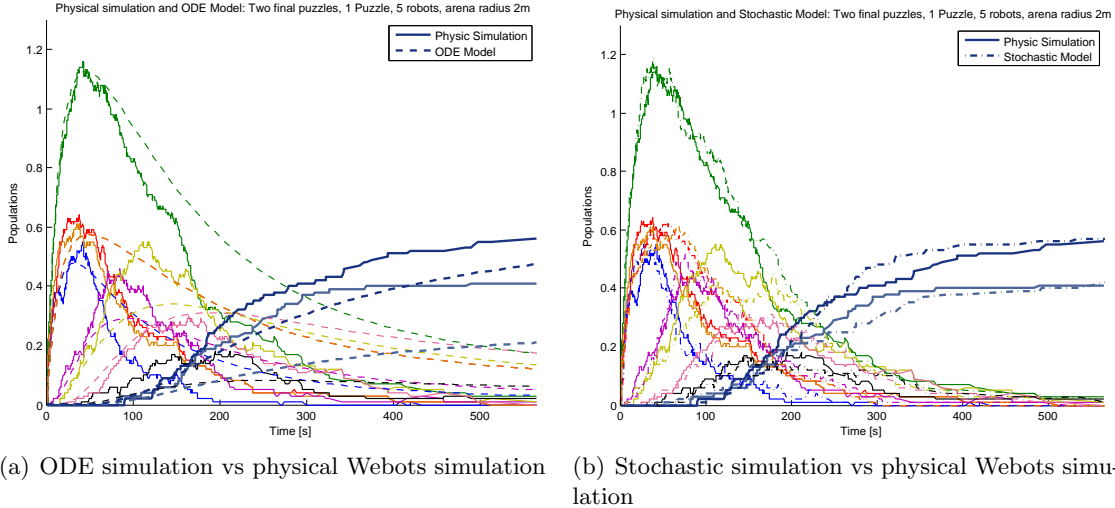 Physical simulation and ODE Model: Two final puzzles, 1 Puzzle, 5 robots, arena radius 2m
Physic Simulation
ODE Model
Populations
1.2
1
0.8
0.6
0.4
0.2
0
0 100 200 300 400 500
Time [s]
(a) ODE simulation vs physical Webots simulation
Physical simulation and Stochastic Model: Two final puzzles, 1 Puzzle, 5 robots, arena radius 2m
Physic Simulation
Stochastic Model
Populations
1.2
1
0.8
0.6
0.4
0.2
0
0 100 200 300 400 500
Time [s]
(b) Stochastic simulation vs physical Webots simu-
lation